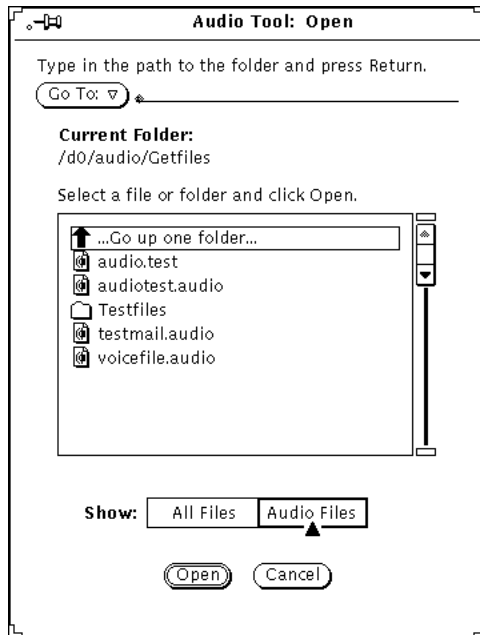 Audio Tool: Open
Type in the path to the folder and press Return.
Go To:
Current Folder:
/d0/audio/Getfiles
Select a file or folder and click Open.
...Go up one folder...
audio.test
audiotest.audio
Testfiles
testmail.audio
voicefile.audio
Show: All Files Audio Files
Open Cancel